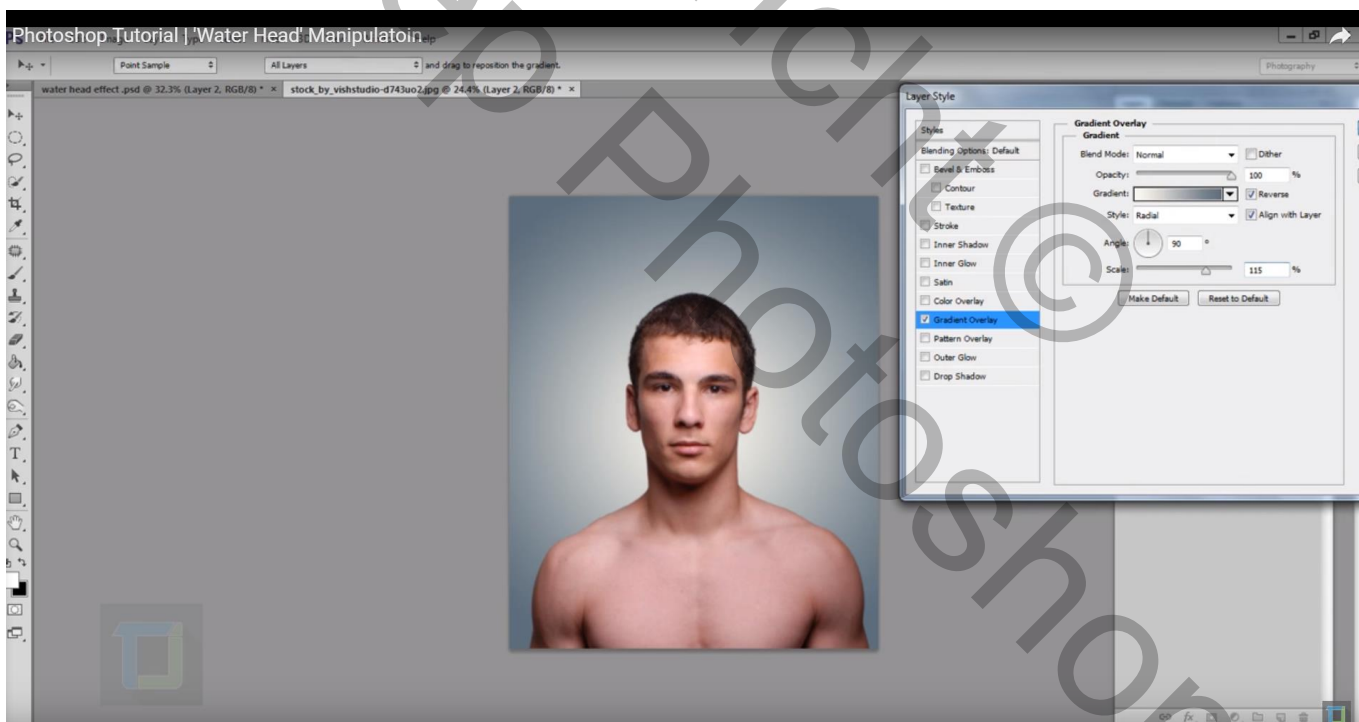 Photoshop Tutorial | 'Water Head' Manipulatoin
Point Sample
All Layers
and drag to reposition the gradient.
Photography
water head effect .psd @ 32.3% (Layer 2, RGB/8) * ×
stock_by_vishstudio-d743uo2.jpg @ 24.4% (Layer 2, RGB/8) * ×
Layer Style
Styles
Blending Options: Default
Bevel & Emboss
Contour
Texture
Stroke
Inner Shadow
Inner Glow
Satin
Color Overlay
Gradient Overlay
Pattern Overlay
Outer Glow
Drop Shadow
Gradient Overlay
Gradient
Blend Mode: Normal
Dither
Opacity: 100 %
Gradient:
Reverse
Style: Radial
Align with Layer
Angle: 90 °
Scale: 115 %
Make Default
Reset to Default
Photoshop
©